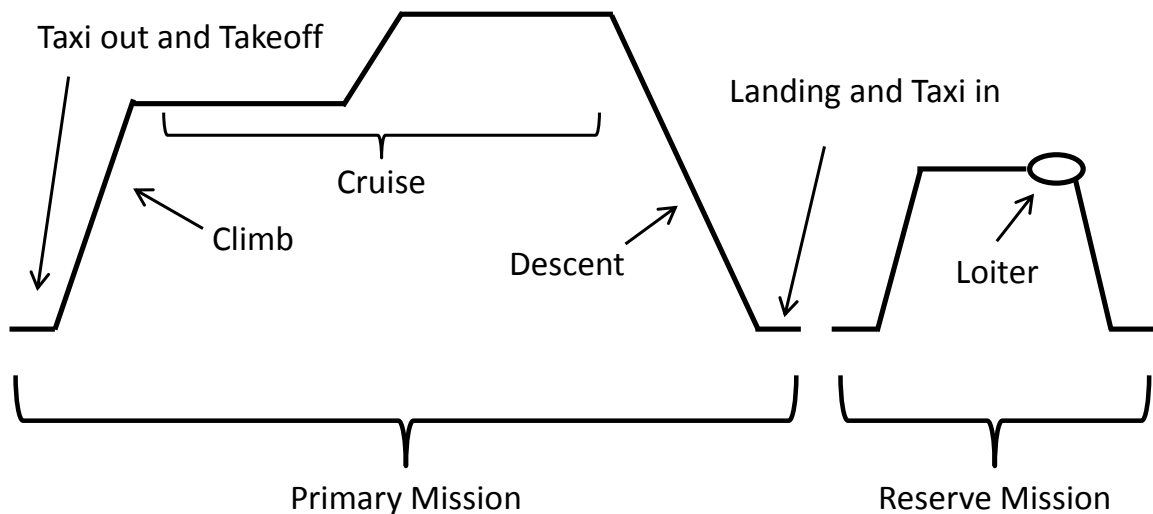 Taxi out and Takeoff
Landing and Taxi in
Cruise
Climb
Descent
Loiter
Primary Mission
Reserve Mission